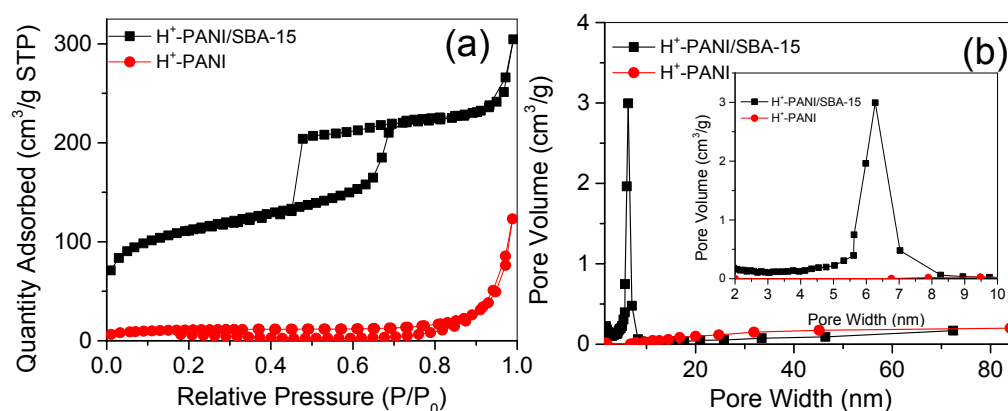 (a)
H⁺-PANI/SBA-15
H⁺-PANI
Quantity Adsorbed (cm³/g STP)
300
200
100
0
0.0 0.2 0.4 0.6 0.8 1.0
Relative Pressure (P/P₀)
(b)
H⁺-PANI/SBA-15
H⁺-PANI
Pore Volume (cm³/g)
4
3
2
1
0
20 40 60 80
Pore Width (nm)
H⁺-PANI/SBA-15
H⁺-PANI
Pore Volume (cm³/g)
3
2
1
0
2 3 4 5 6 7 8 9 10
Pore Width (nm)